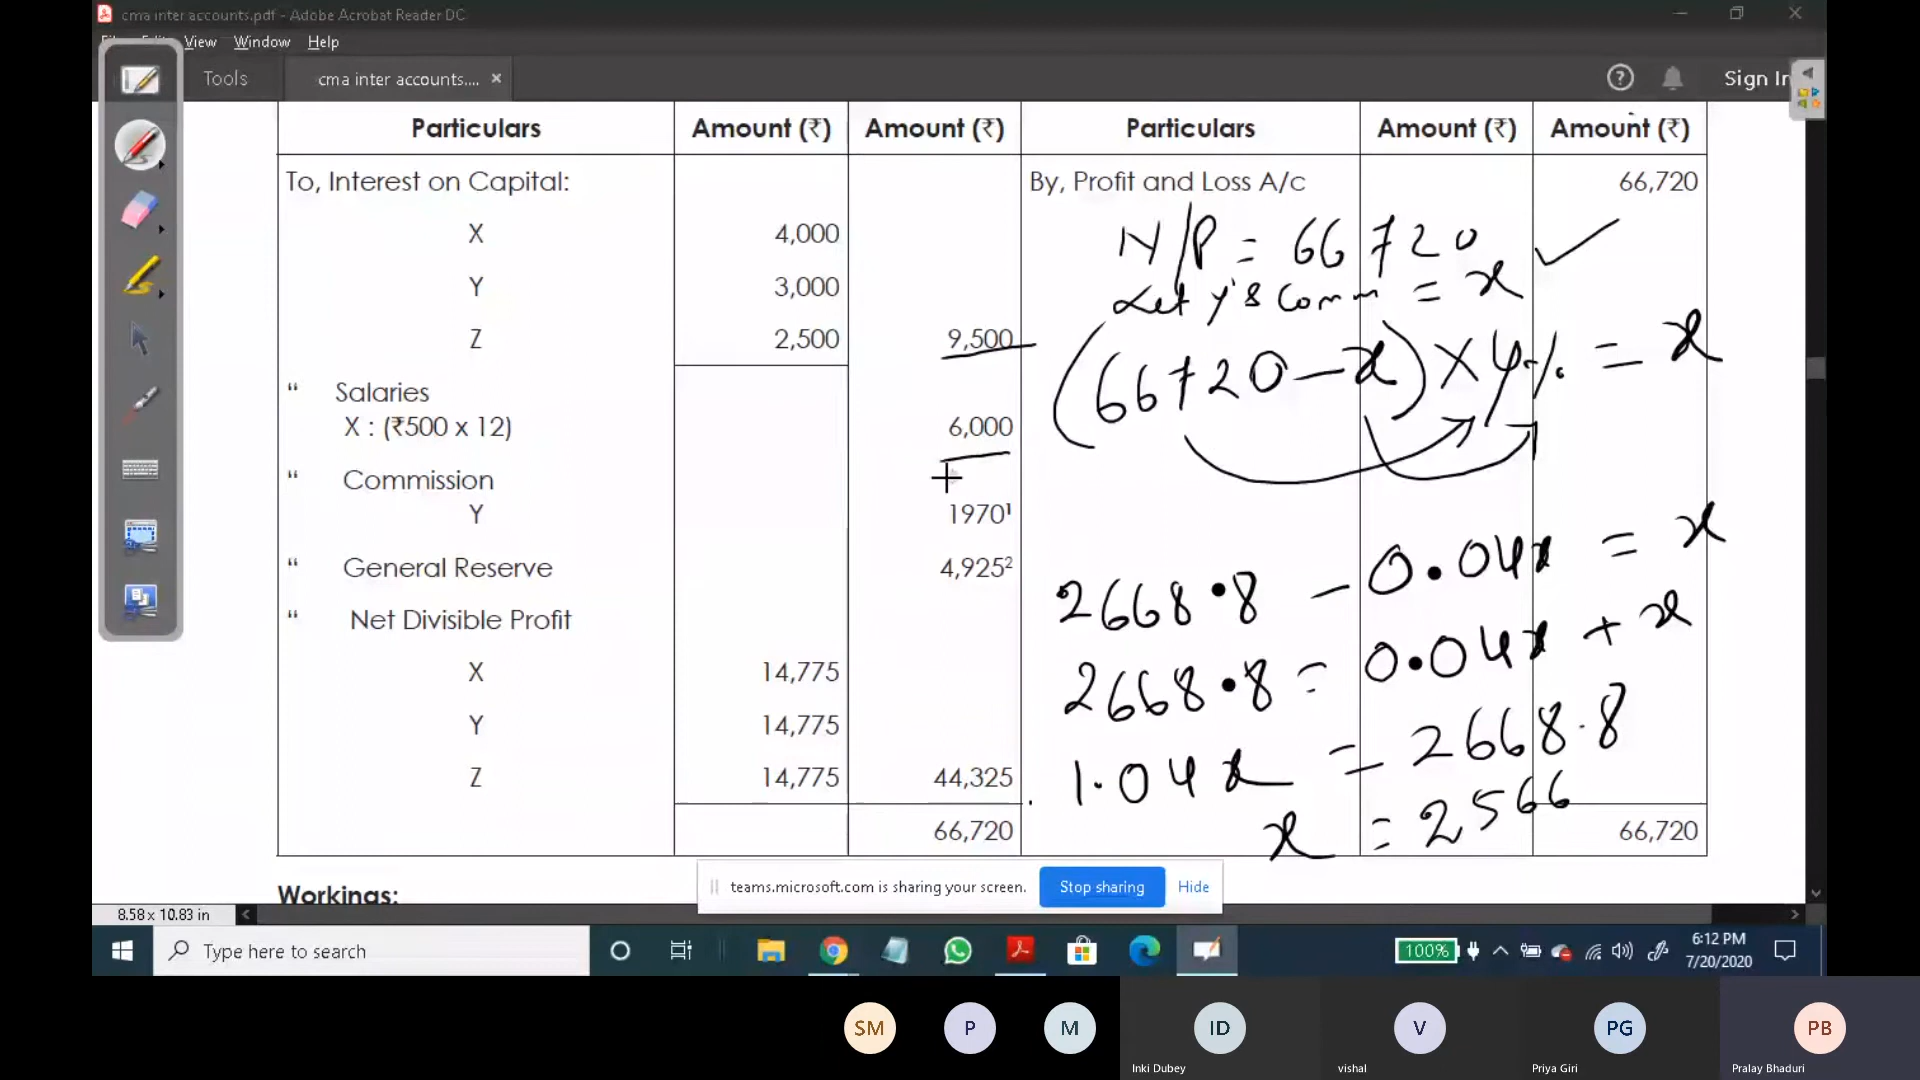 cma inter accounts.pdf - Adobe Acrobat Reader DC
View Window Help
Tools cma inter accounts.... × Sign In
Particulars Amount (₹) Amount (₹) Particulars Amount (₹) Amount (₹)
To, Interest on Capital: By, Profit and Loss A/c 66,720
X 4,000
N/P = 66720
Y 3,000
Let Y's Comm = x
Z 2,500 9,500
(66720 - x) X 4% = x
“ Salaries
X : (₹500 x 12) 6,000
“ Commission
Y 1970¹
“ General Reserve 4,925²
2668.8 - 0.04x = x
“ Net Divisible Profit
X 14,775
2668.8 = 0.04x + x
Y 14,775
Z 14,775 44,325
1.04x = 2668.8
66,720 66,720
x = 2566
Workings:
teams.microsoft.com is sharing your screen. Stop sharing Hide
8.58 x 10.83 in
Type here to search
100%
6:12 PM
7/20/2020
SM P M ID V PG PB
Inki Dubey vishal Priya Giri Pralay Bhaduri